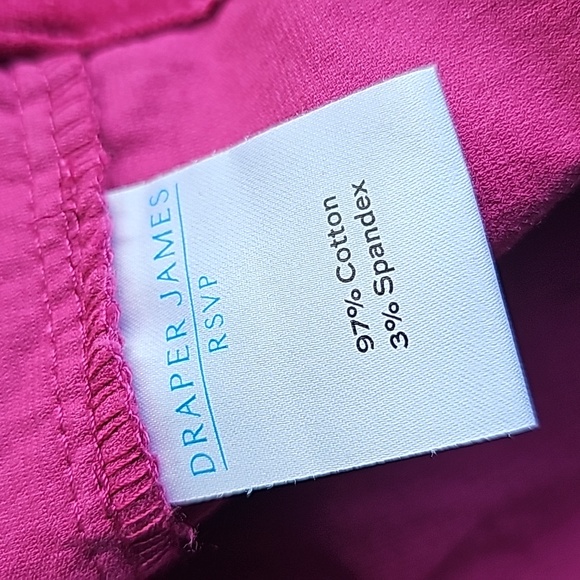 DRAPER JAMES
RSVP
97% Cotton
3% Spandex